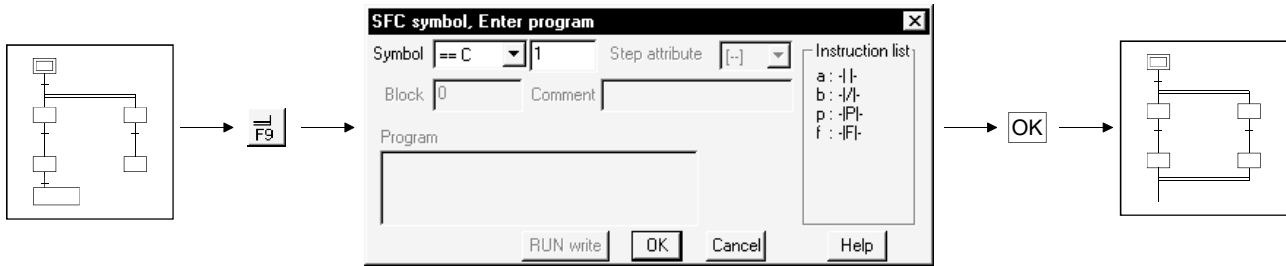 F9
SFC symbol, Enter program
Symbol == C 1 Step attribute [--]
Block 0 Comment
Program
Instruction list
a : -| |-
b : -|/|-
p : -|P|-
f : -|F|-
RUN write OK Cancel Help
OK